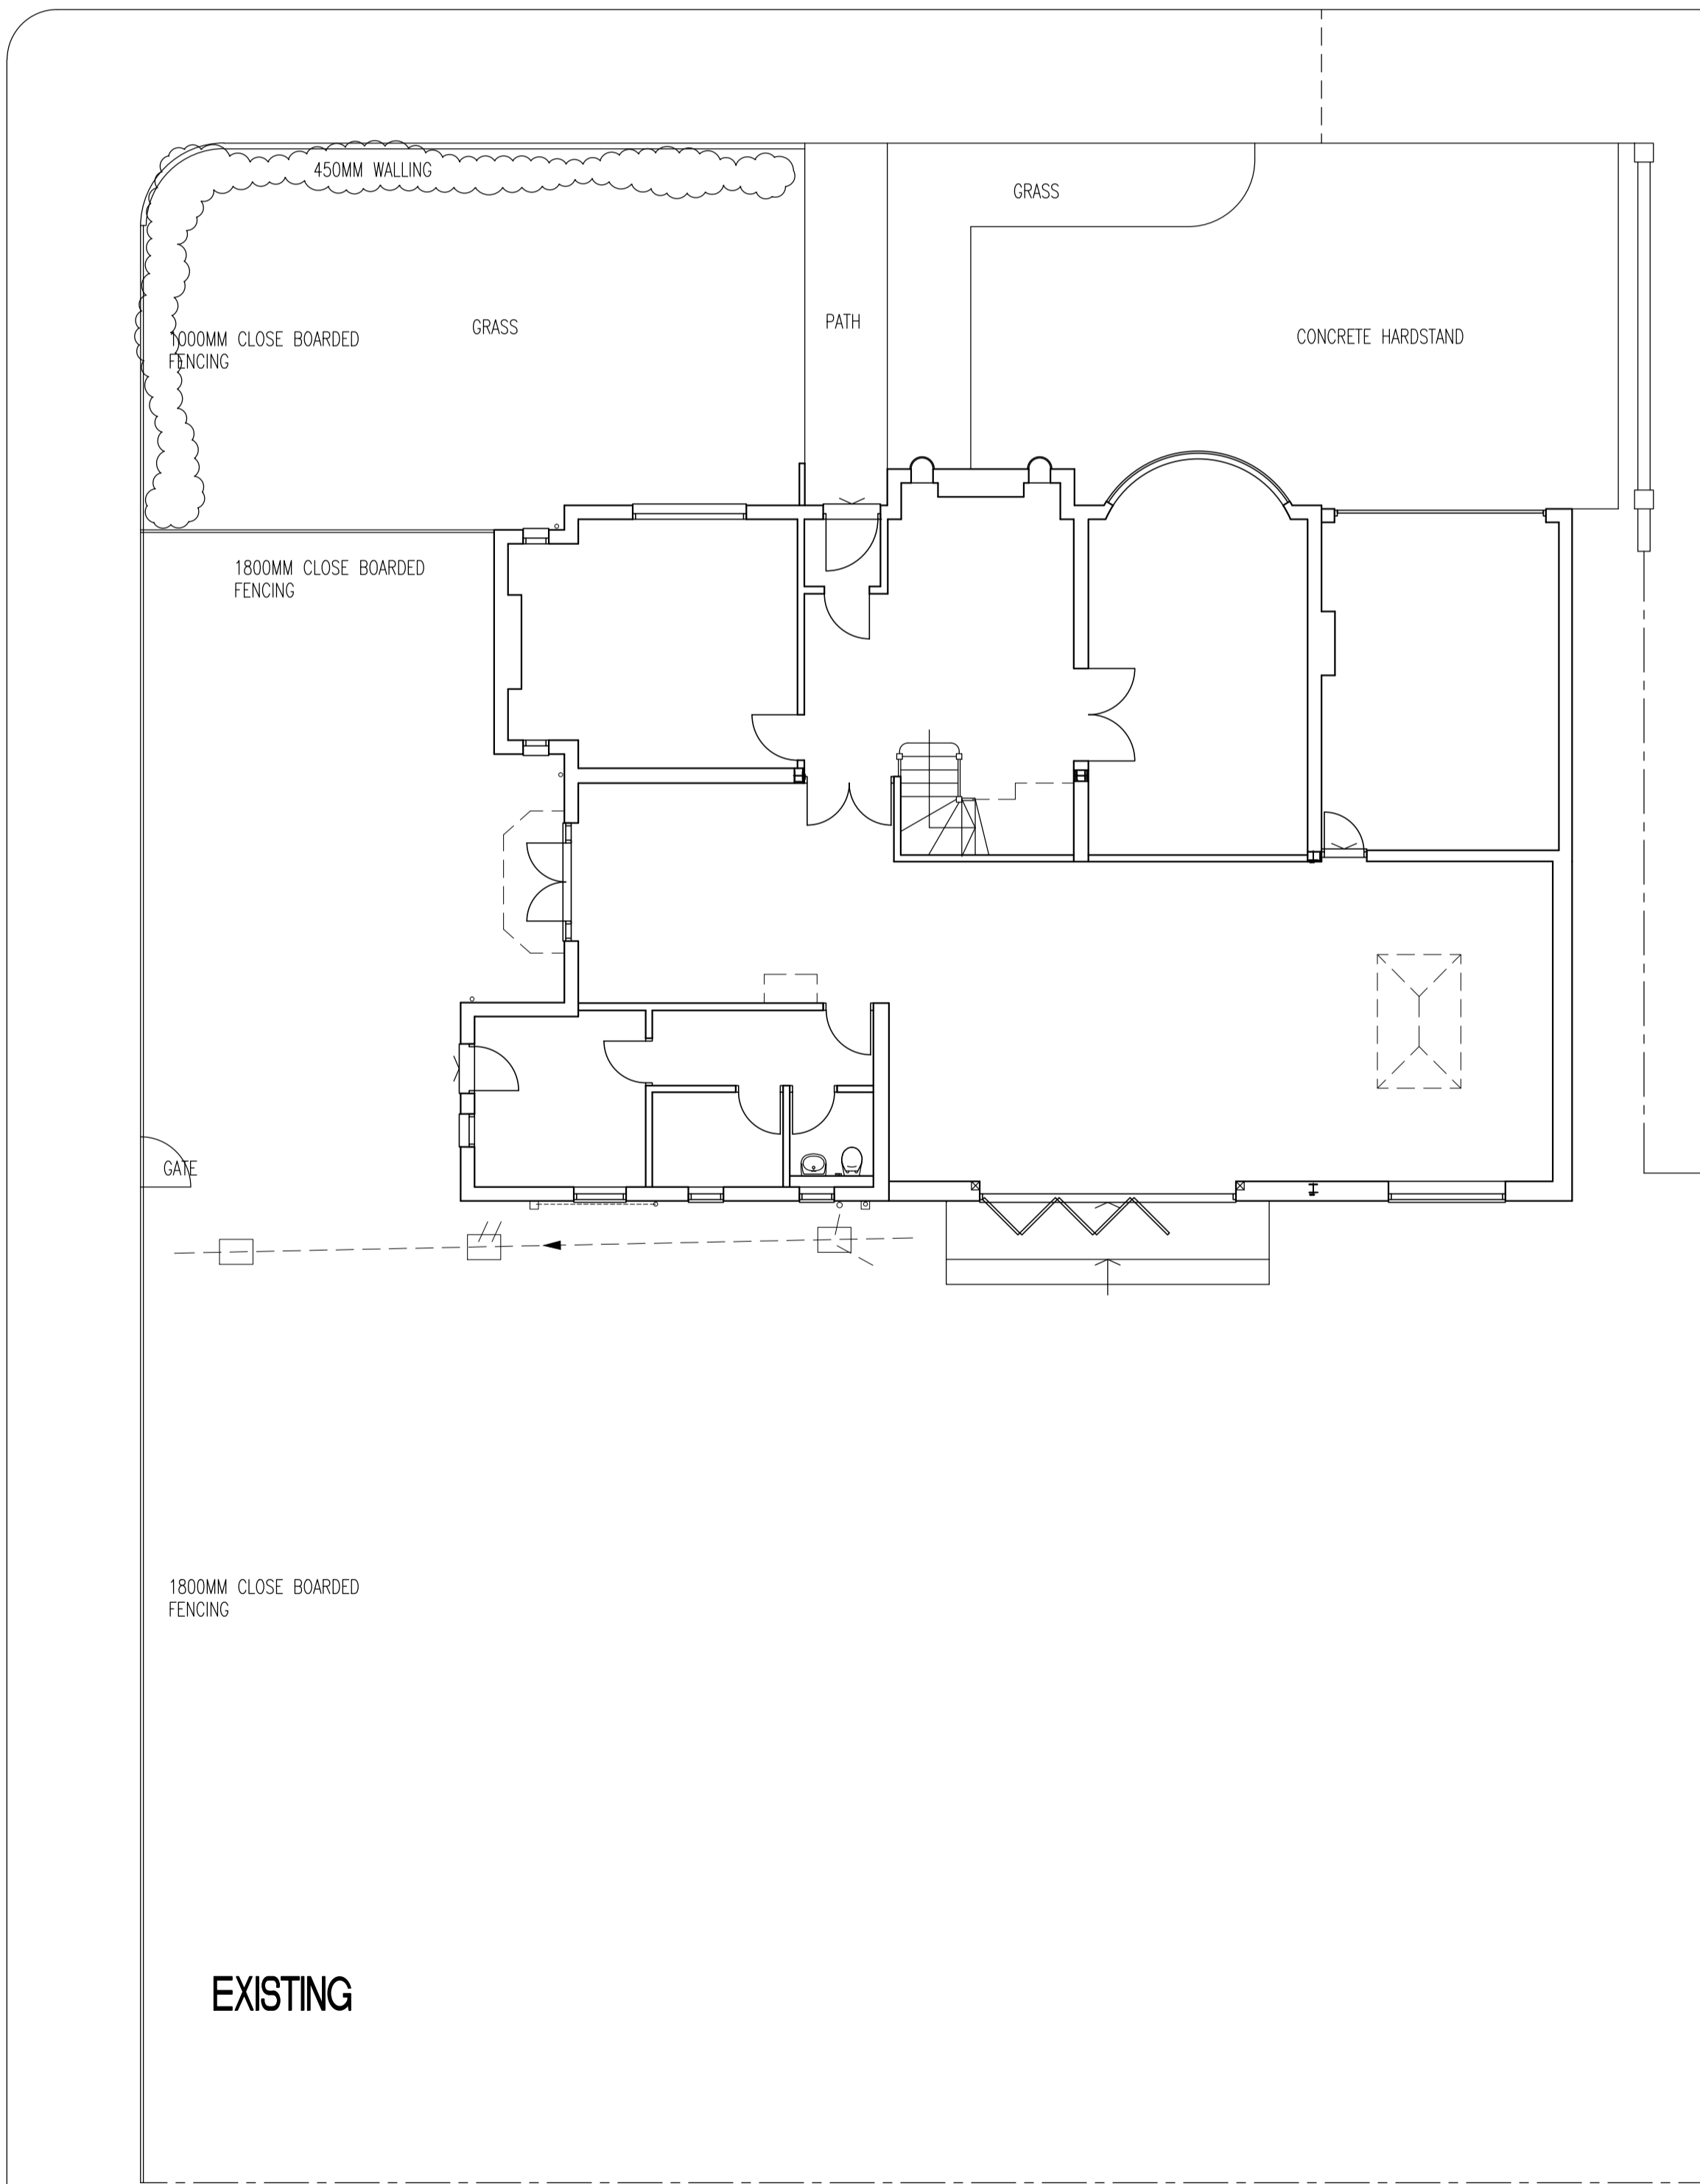 450MM WALLING
GRASS
1000MM CLOSE BOARDED
FENCING
GRASS
PATH
CONCRETE HARDSTAND
1800MM CLOSE BOARDED
FENCING
GATE
1800MM CLOSE BOARDED
FENCING
EXISTING